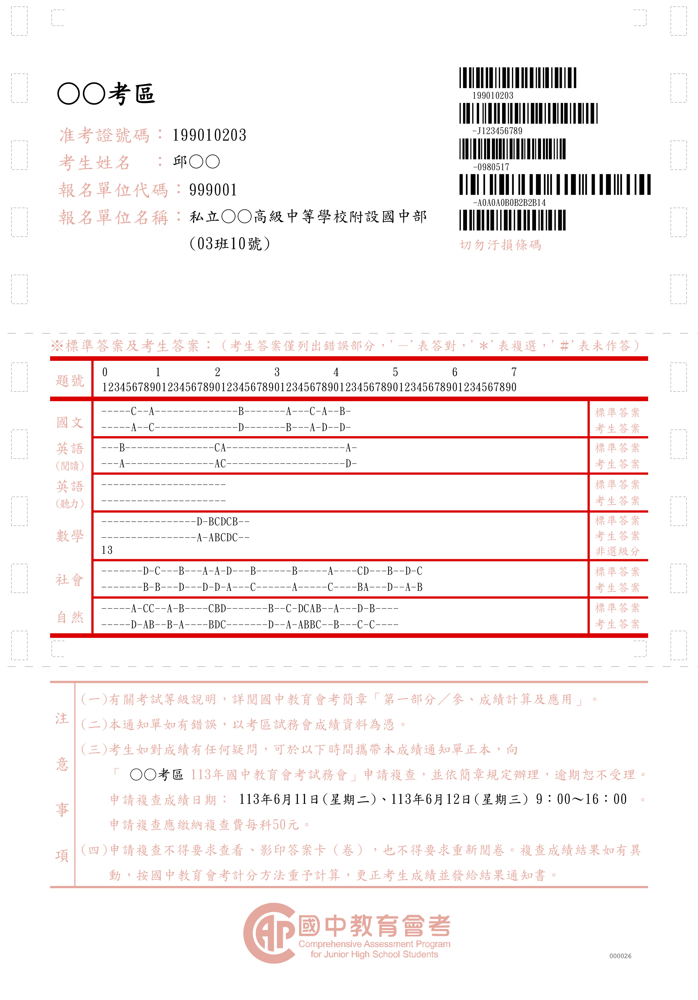 ○○考區
准考證號碼：199010203
考生姓名　：邱○○
報名單位代碼：999001
報名單位名稱：私立○○高級中等學校附設國中部
(03班10號)
199010203
-J123456789
-0980517
-A0A0A0B0B2B2B14
切勿汙損條碼
※標準答案及考生答案：（考生答案僅列出錯誤部分，'—'表答對，'＊'表複選，'＃'表未作答）
題號
0        1         2         3         4         5         6         7
1234567890123456789012345678901234567890123456789012345678901234567890
國文
-----C--A--------------B-------A---C-A--B- 標準答案
-----A--C--------------D-------B---A-D--D- 考生答案
英語
(閱讀)
---B---------------CA--------------------A- 標準答案
---A---------------AC--------------------D- 考生答案
英語
(聽力)
--------------------- 標準答案
--------------------- 考生答案
數學
----------------D-BCDCB-- 標準答案
----------------A-ABCDC-- 考生答案
13 非選級分
社會
-------D-C---B---A-A-D---B------B-----A----CD---B--D-C 標準答案
-------B-B---D---D-D-A---C------A-----C----BA---D--A-B 考生答案
自然
-----A-CC--A-B----CBD-------B--C-DCAB--A---D-B---- 標準答案
-----D-AB--B-A----BDC-------D--A-ABBC--B---C-C---- 考生答案
注意事項
(一)有關考試等級說明，詳閱國中教育會考簡章「第一部分／參、成績計算及應用」。
(二)本通知單如有錯誤，以考區試務會成績資料為憑。
(三)考生如對成績有任何疑問，可於以下時間攜帶本成績通知單正本，向
「 ○○考區 113年國中教育會考試務會」申請複查，並依簡章規定辦理，逾期恕不受理。
申請複查成績日期： 113年6月11日(星期二)、113年6月12日(星期三) 9：00～16：00 。
申請複查應繳納複查費每科50元。
(四)申請複查不得要求查看、影印答案卡（卷），也不得要求重新閱卷。複查成績結果如有異
動，按國中教育會考計分方法重予計算，更正考生成績並發給結果通知書。
CAP
國中教育會考
Comprehensive Assessment Program
for Junior High School Students
000026